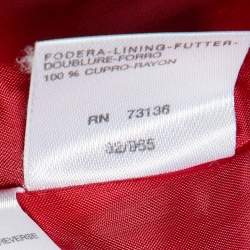 FODERA-LINING-FUTTER-
DOUBLURE-FORRO
100 % CUPRO-RAYON
RN 73136